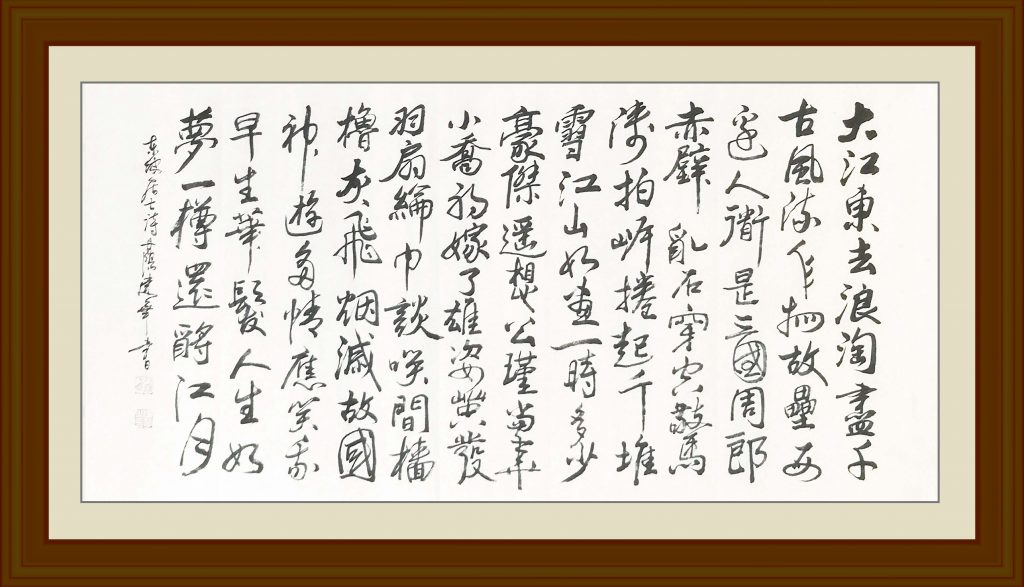 大江東去浪淘盡千
古風流人物故壘西
邊人衜是三國周郎
赤壁亂石穿空驚
濤拍岸捲起千堆
雪江山如畫一時多少
豪傑遥想公瑾當年
小喬初嫁了雄姿英發
羽扇綸巾談笑間檣
櫓灰飛烟滅故國
神遊多情應笑我
早生華髮人生如
夢一樽還酹江月
東坡居士詩 書